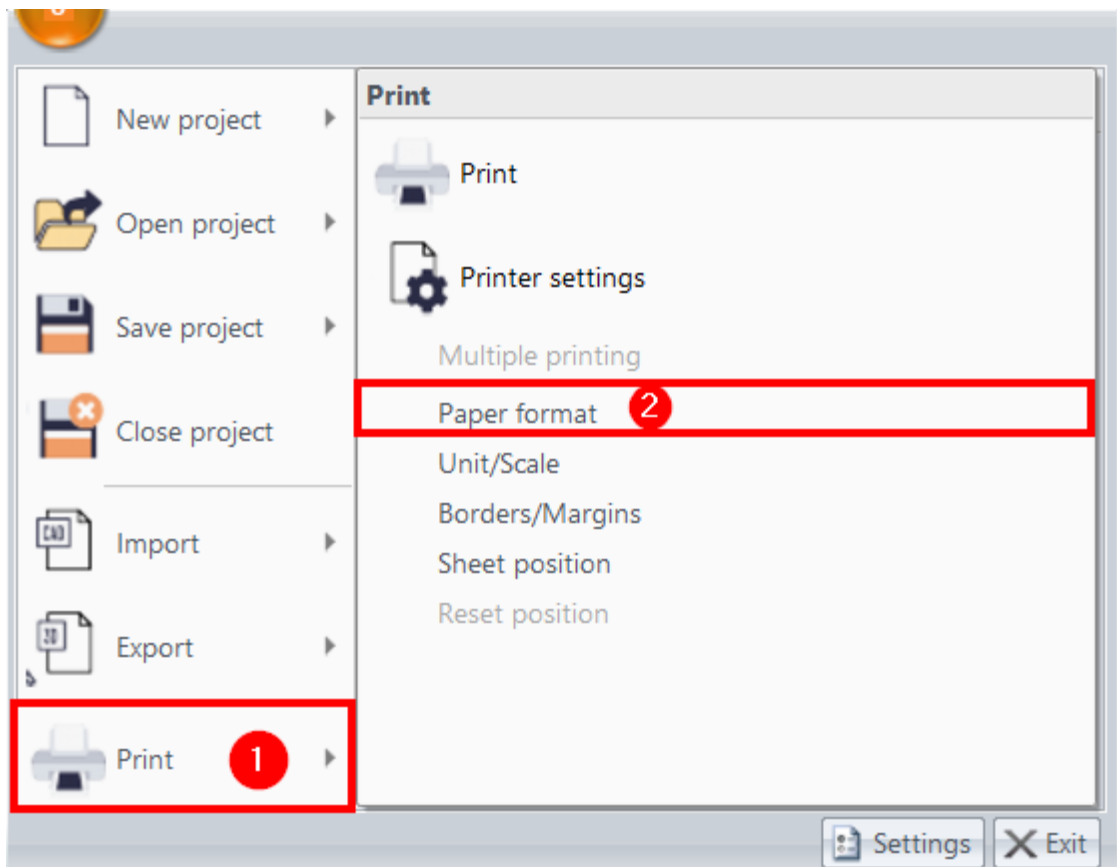 New project
Open project
Save project
Close project
Import
Export
Print 1
Print
Print
Printer settings
Multiple printing
Paper format 2
Unit/Scale
Borders/Margins
Sheet position
Reset position
Settings
Exit